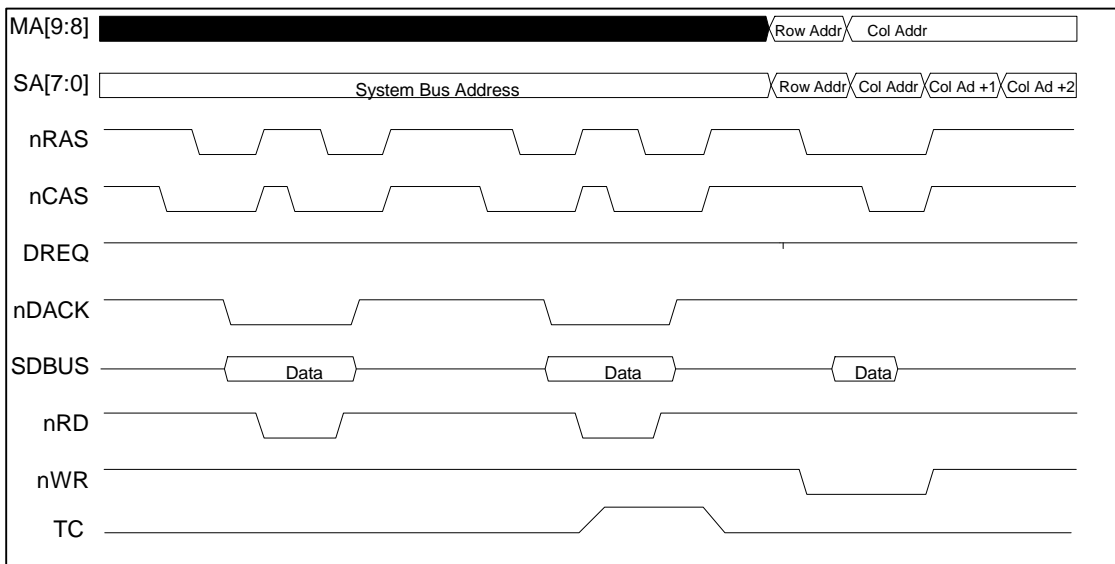 MA[9:8] Row Addr Col Addr
SA[7:0] System Bus Address Row Addr Col Addr Col Ad +1 Col Ad +2
nRAS
nCAS
DREQ
nDACK
SDBUS Data Data Data
nRD
nWR
TC